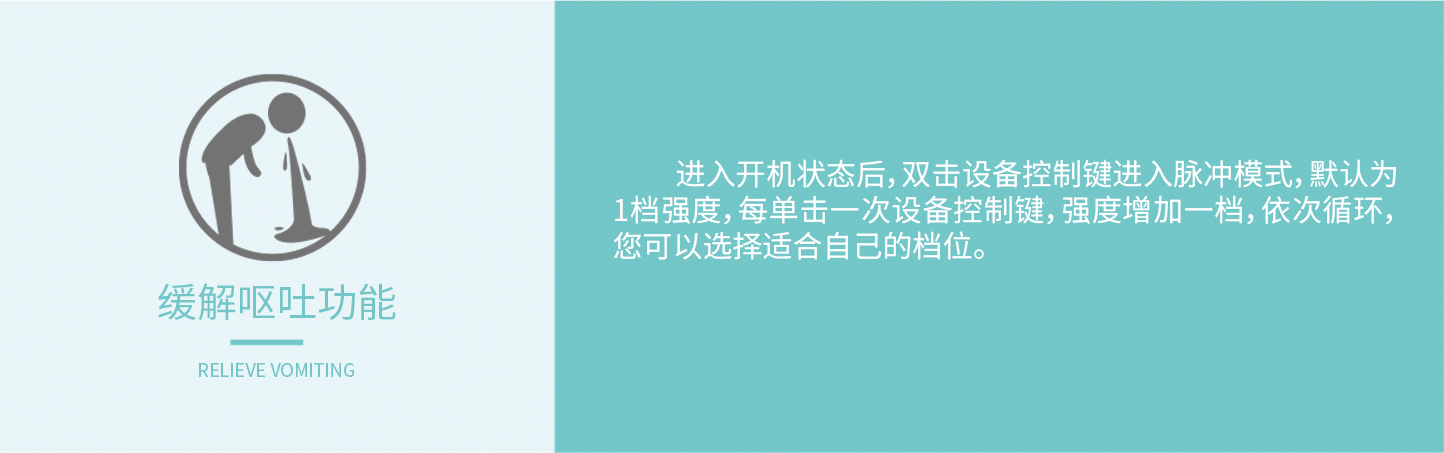 缓解呕吐功能
RELIEVE VOMITING
进入开机状态后,双击设备控制键进入脉冲模式,默认为
1档强度,每单击一次设备控制键,强度增加一档,依次循环,
您可以选择适合自己的档位。